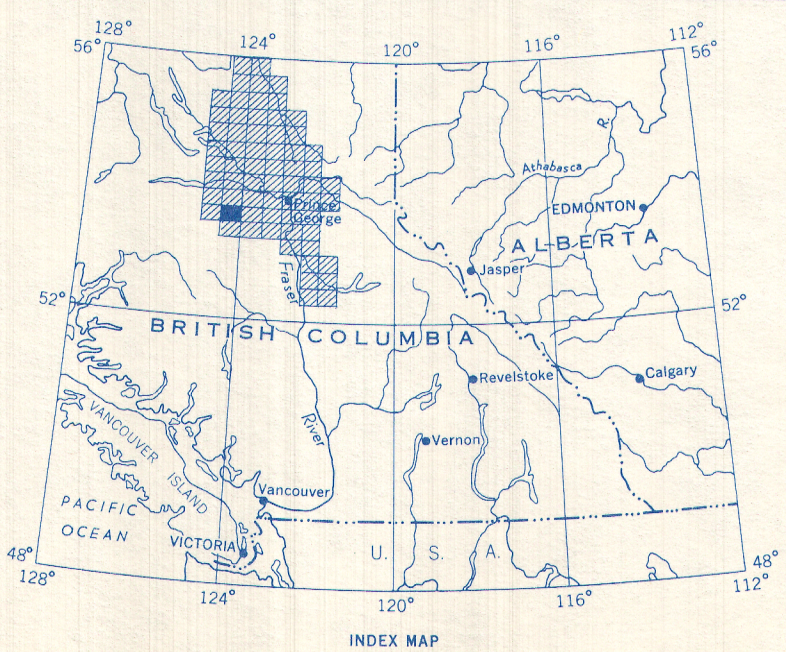 128°
124°
120°
116°
112°
56°
56°
R.
Athabasca
Prince
George
EDMONTON
ALBERTA
Jasper
Fraser
52°
52°
BRITISH COLUMBIA
Revelstoke
Calgary
VANCOUVER ISLAND
River
Vernon
Vancouver
PACIFIC
OCEAN
VICTORIA
U. S. A.
48°
128°
124°
120°
116°
48°
112°
INDEX MAP